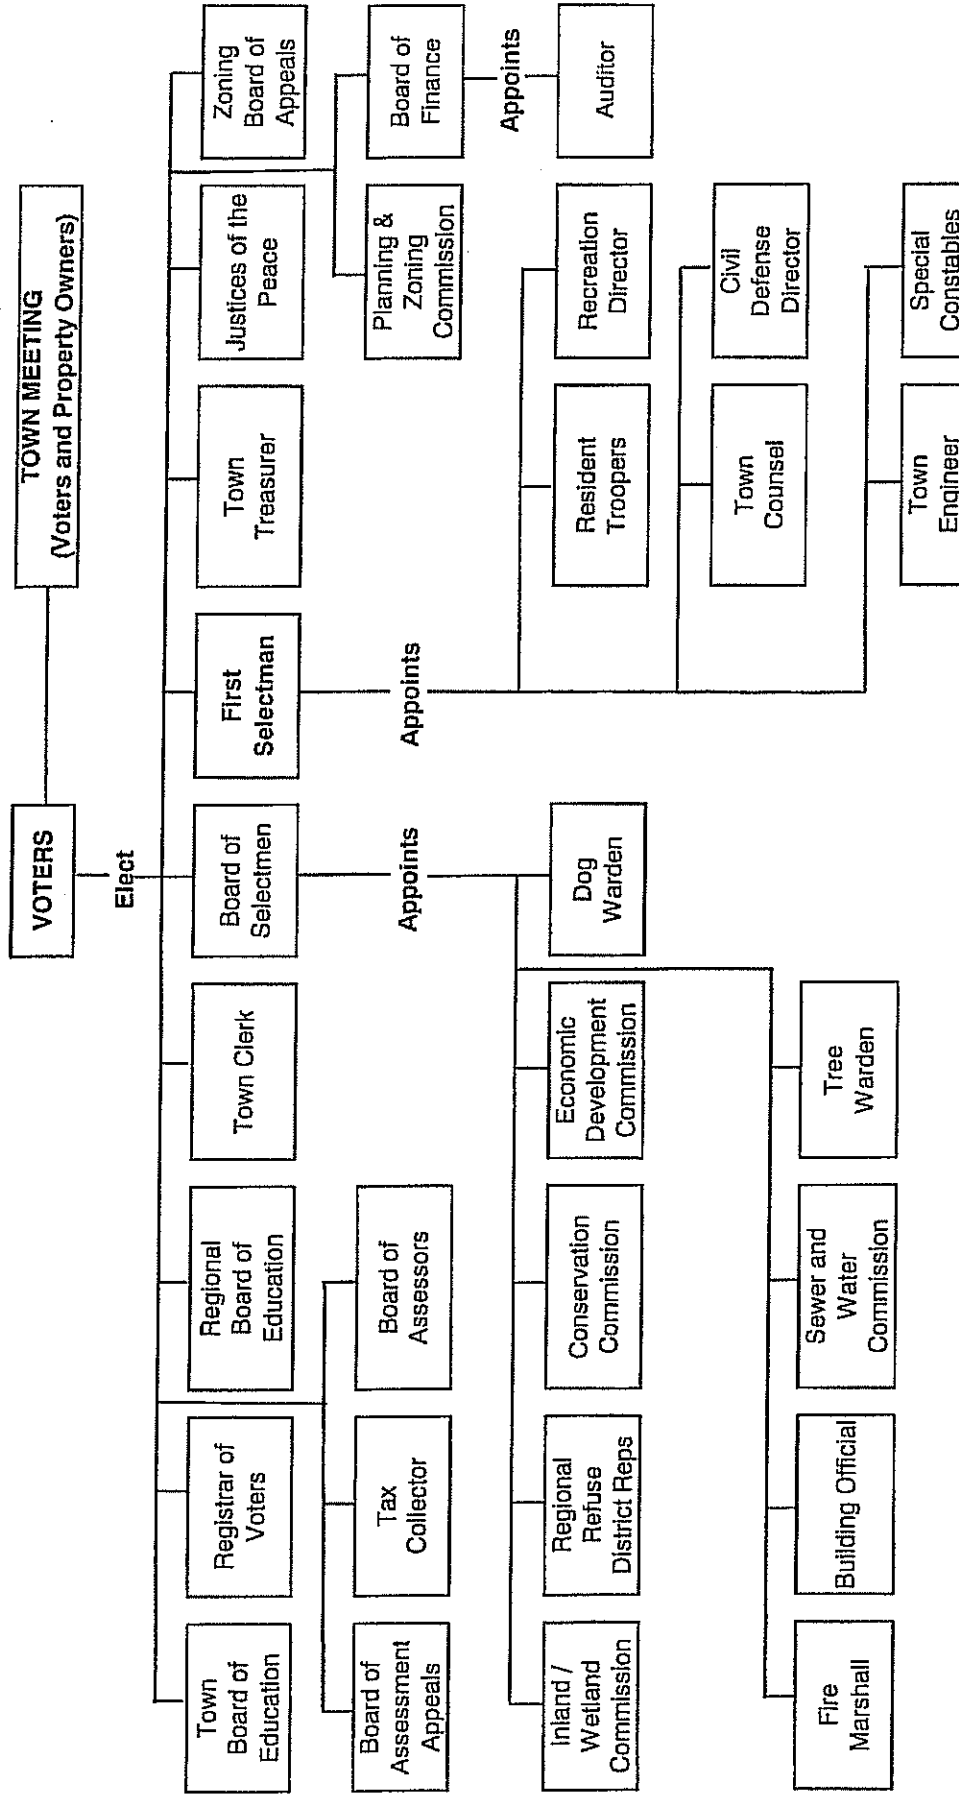 TOWN MEETING
(Voters and Property Owners)
VOTERS
Elect
Town
Board of
Education
Registrar of
Voters
Regional
Board of
Education
Town Clerk
Board of
Selectmen
First
Selectman
Town
Treasurer
Justices of the
Peace
Zoning
Board of
Appeals
Board of
Assessment
Appeals
Tax
Collector
Board of
Assessors
Planning &
Zoning
Commission
Board of
Finance
Appoints
Appoints
Appoints
Auditor
Inland /
Wetland
Commission
Regional
Refuse
District Reps
Conservation
Commission
Economic
Development
Commission
Dog
Warden
Resident
Troopers
Recreation
Director
Town
Counsel
Civil
Defense
Director
Fire
Marshall
Building Official
Sewer and
Water
Commission
Tree
Warden
Town
Engineer
Special
Constables